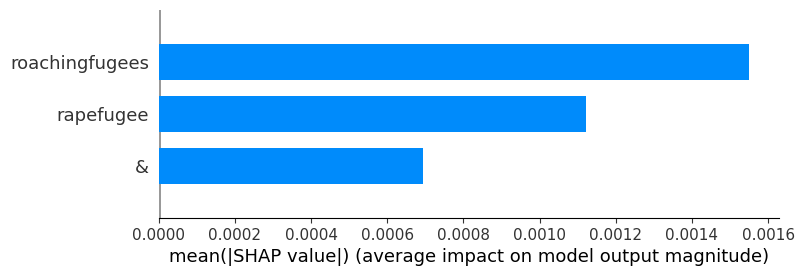 roachingfugees
rapefugee
&
0.0000 0.0002 0.0004 0.0006 0.0008 0.0010 0.0012 0.0014 0.0016
mean(|SHAP value|) (average impact on model output magnitude)